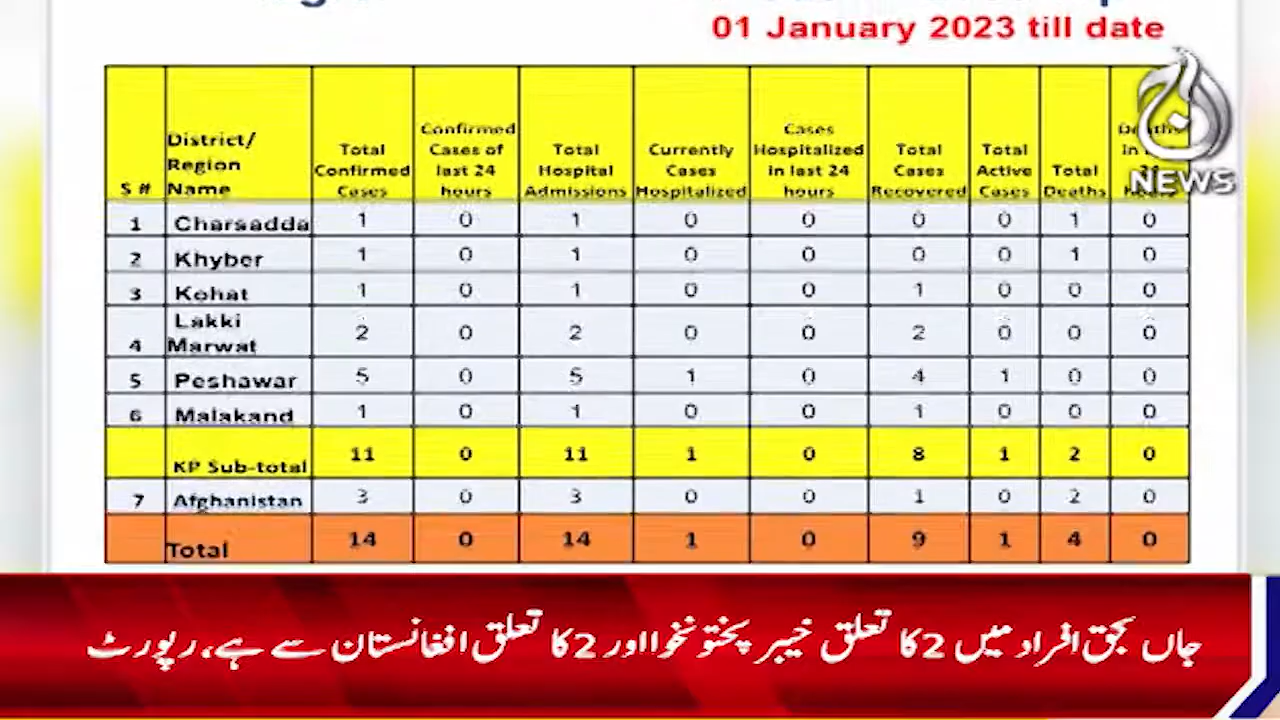 01 January 2023 till date
S # District/ Region Name Total Confirmed Cases Confirmed Cases of last 24 hours Total Hospital Admissions Currently Cases Hospitalized Cases Hospitalized in last 24 hours Total Cases Recovered Total Active Cases Total Deaths
1 Charsadda 1 0 1 0 0 0 0 1 0
2 Khyber 1 0 1 0 0 0 0 1 0
3 Kohat 1 0 1 0 0 1 0 0 0
4 Lakki Marwat 2 0 2 0 0 2 0 0 0
5 Peshawar 5 0 5 1 0 4 1 0 0
6 Malakand 1 0 1 0 0 1 0 0 0
KP Sub-total 11 0 11 1 0 8 1 2 0
7 Afghanistan 3 0 3 0 0 1 0 2 0
Total 14 0 14 1 0 9 1 4 0
آج
NEWS
جاں بحق افراد میں 2 کا تعلق خیبر پختونخوا اور 2 کا تعلق افغانستان سے ہے، رپورٹ